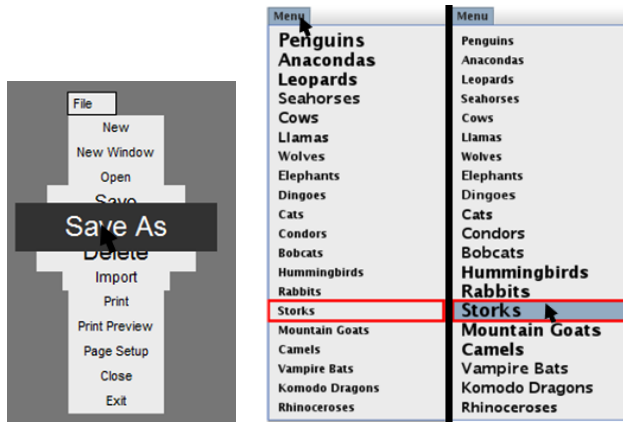 File
New
New Window
Open
Save
Save As
Delete
Import
Print
Print Preview
Page Setup
Close
Exit
Menu
Penguins
Anacondas
Leopards
Seahorses
Cows
Llamas
Wolves
Elephants
Dingoes
Cats
Condors
Bobcats
Hummingbirds
Rabbits
Storks
Mountain Goats
Camels
Vampire Bats
Komodo Dragons
Rhinoceroses
Menu
Penguins
Anacondas
Leopards
Seahorses
Cows
Llamas
Wolves
Elephants
Dingoes
Cats
Condors
Bobcats
Hummingbirds
Rabbits
Storks
Mountain Goats
Camels
Vampire Bats
Komodo Dragons
Rhinoceroses